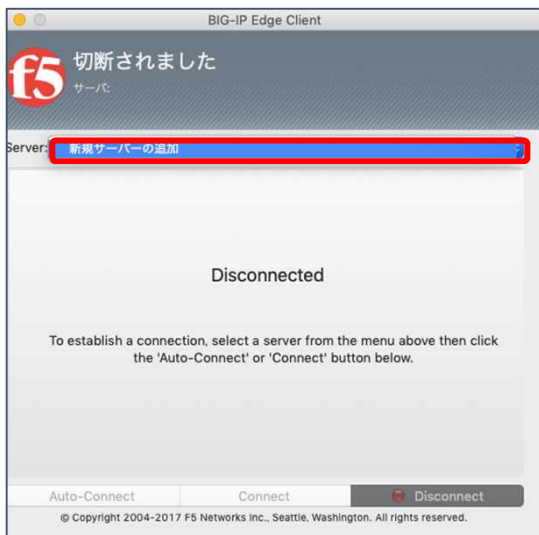 BIG-IP Edge Client
f5
切断されました
サーバ:
Server:
新規サーバーの追加
Disconnected
To establish a connection, select a server from the menu above then click
the 'Auto-Connect' or 'Connect' button below.
Auto-Connect
Connect
Disconnect
© Copyright 2004-2017 F5 Networks Inc., Seattle, Washington. All rights reserved.